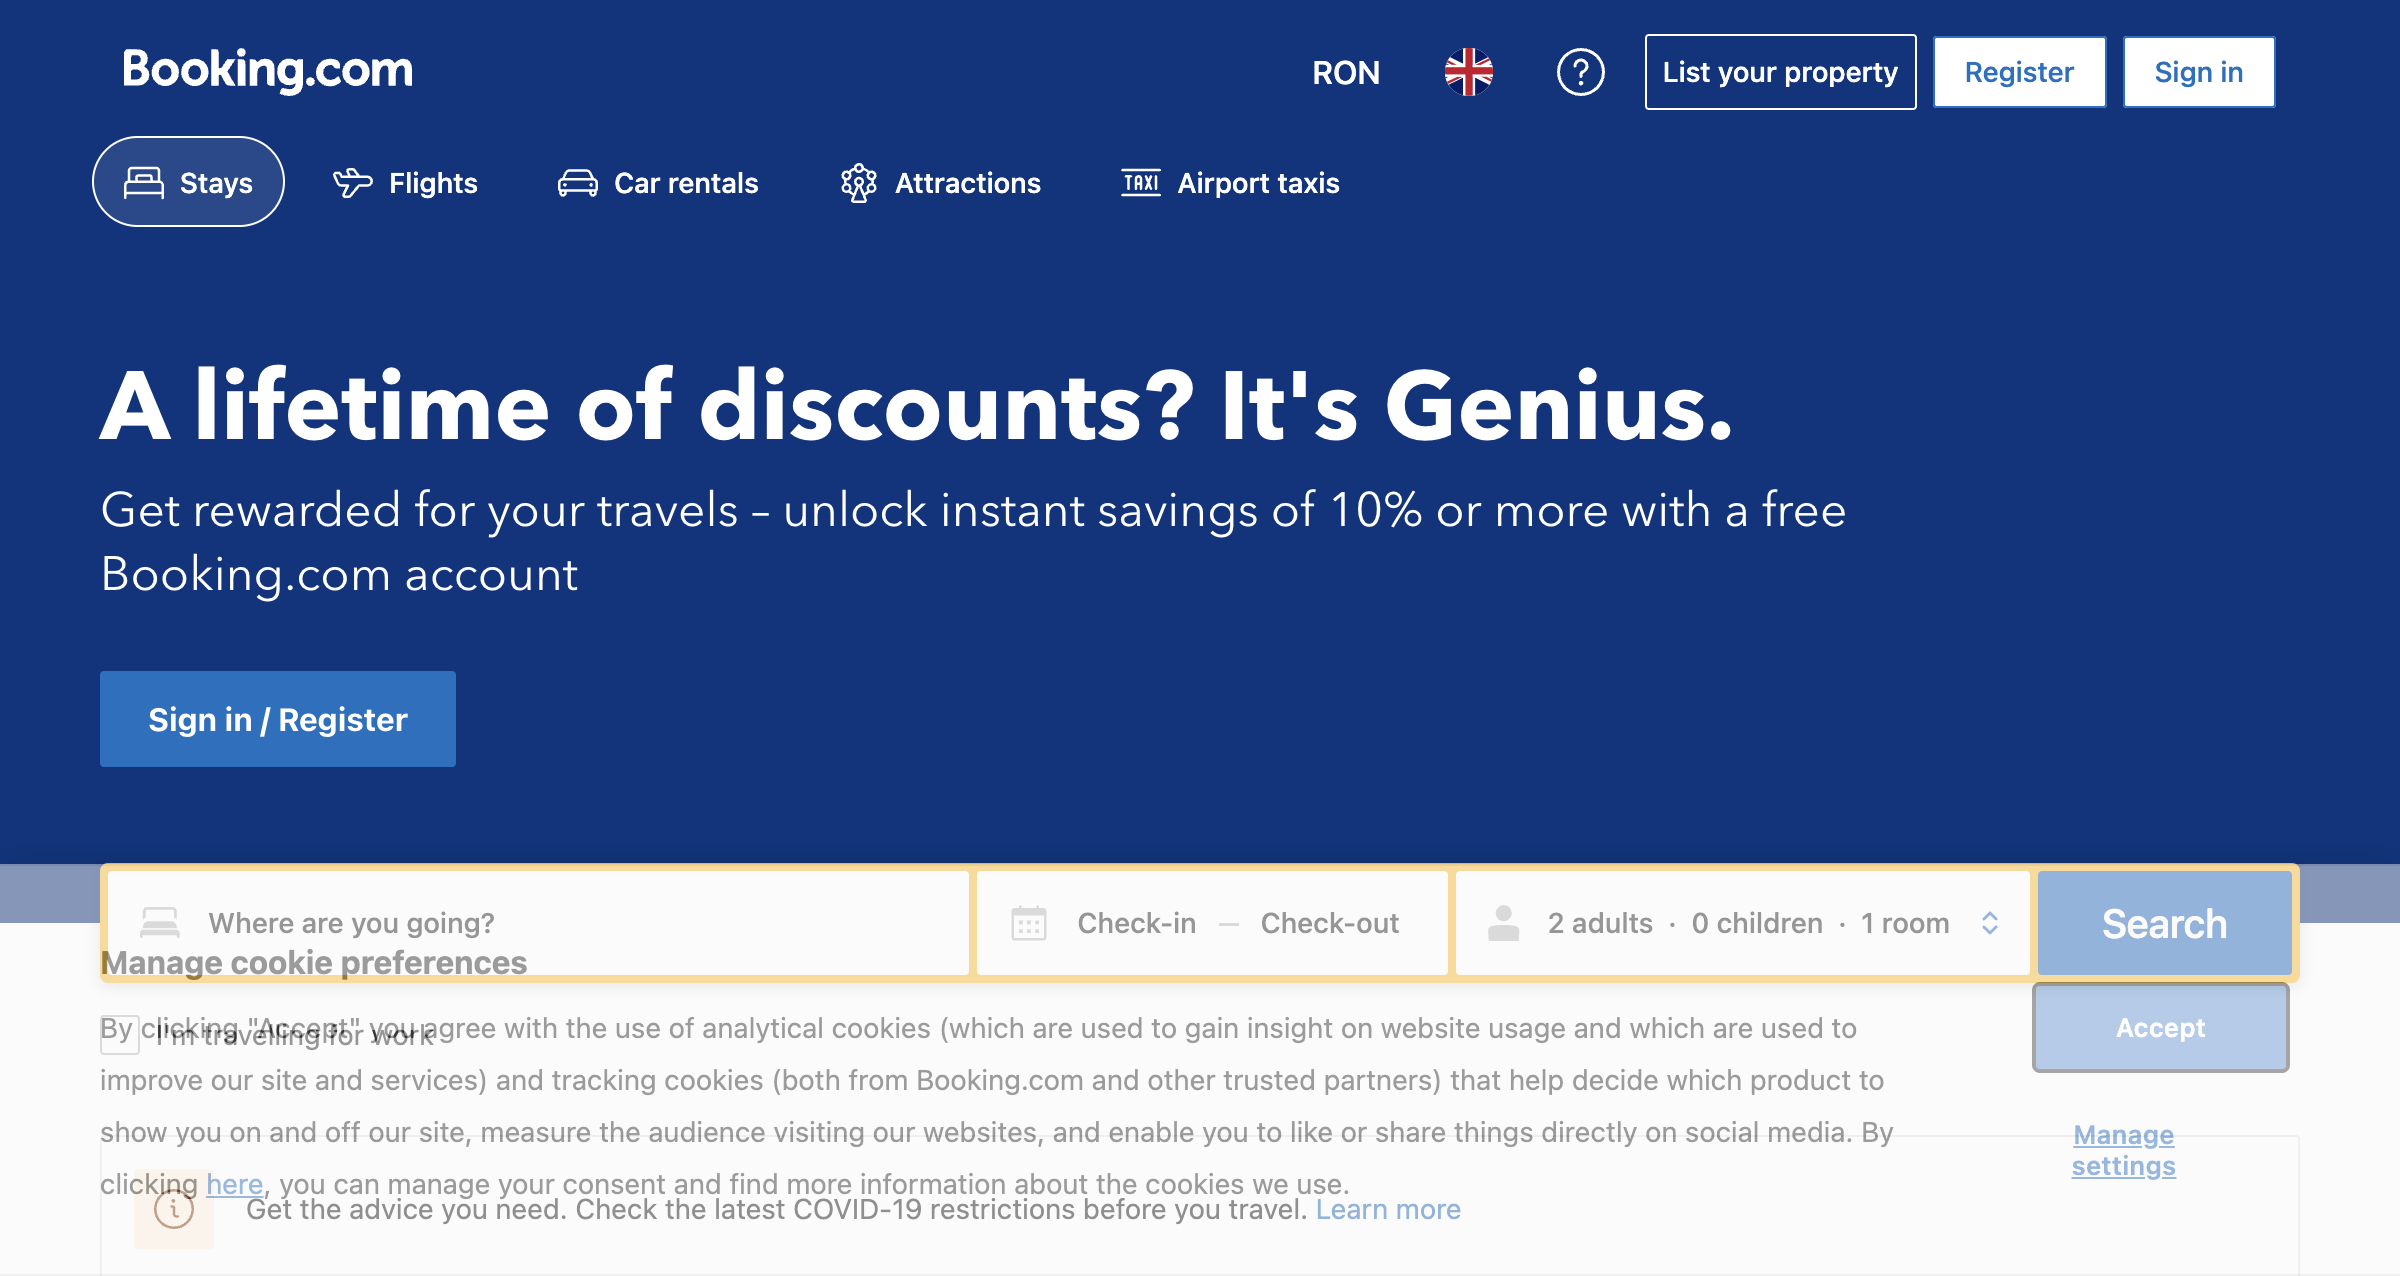 Booking.com
RON
List your property
Register
Sign in
Stays
Flights
Car rentals
Attractions
TAXI
Airport taxis
A lifetime of discounts? It's Genius.
Get rewarded for your travels – unlock instant savings of 10% or more with a free
Booking.com account
Sign in / Register
Where are you going?
Check-in — Check-out
2 adults · 0 children · 1 room
Search
Manage cookie preferences
By clicking "Accept" you agree with the use of analytical cookies (which are used to gain insight on website usage and which are used to
improve our site and services) and tracking cookies (both from Booking.com and other trusted partners) that help decide which product to
show you on and off our site, measure the audience visiting our websites, and enable you to like or share things directly on social media. By
clicking here, you can manage your consent and find more information about the cookies we use.
Accept
Manage
settings
I'm travelling for work
Get the advice you need. Check the latest COVID-19 restrictions before you travel. Learn more